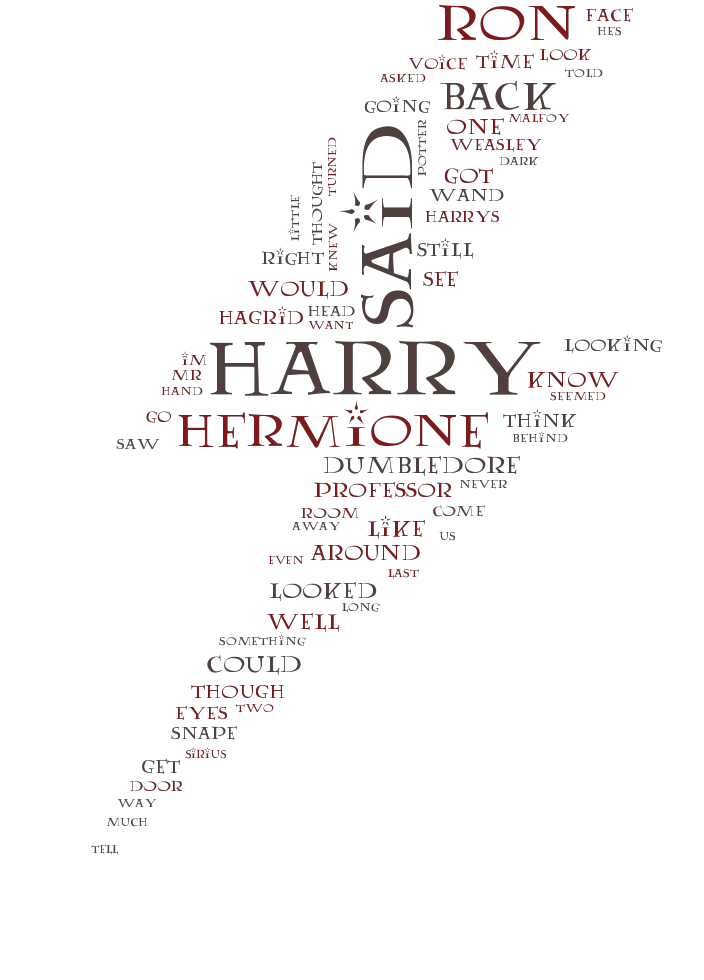 RON
FACE
HES
VOICE
TIME
LOOK
ASKED
TOLD
BACK
GOING
MALFOY
ONE
POTTER
WEASLEY
DARK
SAID
TURNED
THOUGHT
LITTLE
GOT
WAND
HARRYS
KNEW
STILL
RIGHT
SEE
WOULD
HAGRID
HEAD
WANT
HARRY
LOOKING
IM
MR
HAND
KNOW
SEEMED
GO
HERMIONE
THINK
BEHIND
SAW
DUMBLEDORE
PROFESSOR
NEVER
ROOM
COME
AWAY
LIKE
US
AROUND
EVEN
LAST
LOOKED
LONG
WELL
SOMETHING
COULD
THOUGH
EYES
TWO
SNAPE
SIRIUS
GET
DOOR
WAY
MUCH
TELL